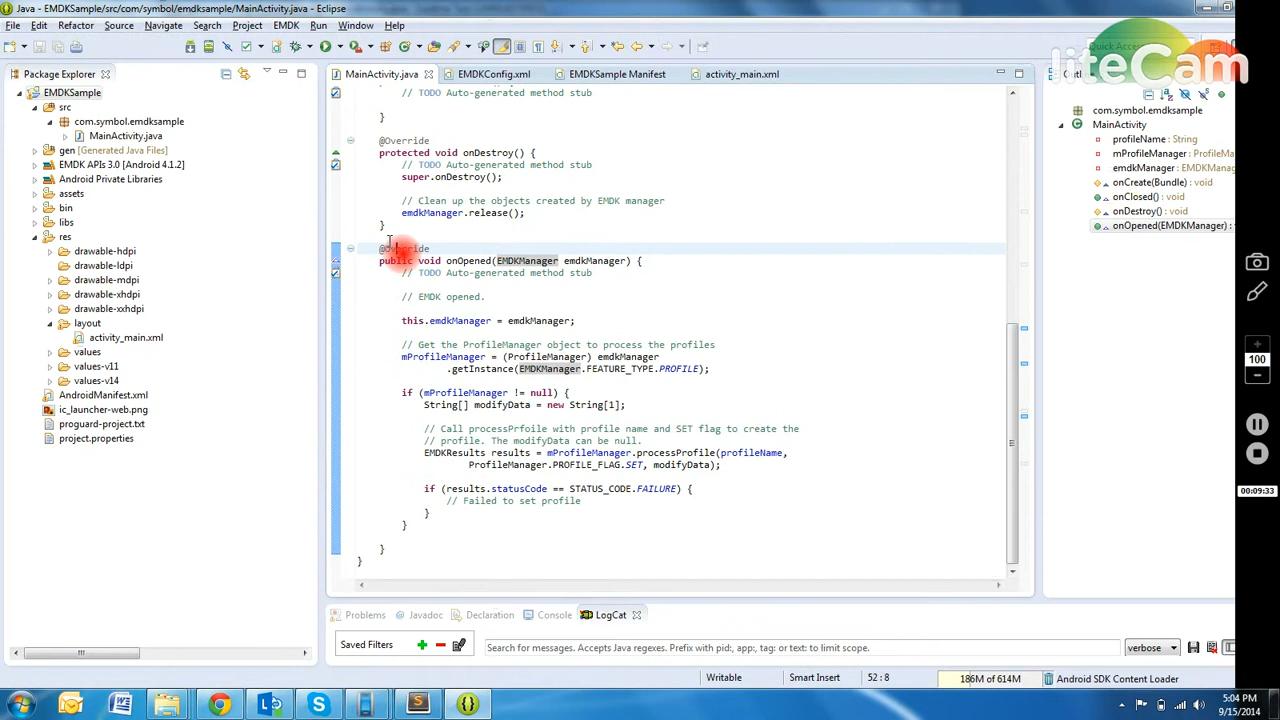 Java - EMDKSample/src/com/symbol/emdksample/MainActivity.java - Eclipse
File Edit Refactor Source Navigate Search Project EMDK Run Window Help
Quick Access
liteCam
Package Explorer
MainActivity.java
EMDKConfig.xml
EMDKSample Manifest
activity_main.xml
EMDKSample
src
com.symbol.emdksample
MainActivity.java
gen [Generated Java Files]
EMDK APIs 3.0 [Android 4.1.2]
Android Private Libraries
assets
bin
libs
res
drawable-hdpi
drawable-ldpi
drawable-mdpi
drawable-xhdpi
drawable-xxhdpi
layout
activity_main.xml
values
values-v11
values-v14
AndroidManifest.xml
ic_launcher-web.png
proguard-project.txt
project.properties
// TODO Auto-generated method stub
}
@Override
protected void onDestroy() {
// TODO Auto-generated method stub
super.onDestroy();
// Clean up the objects created by EMDK manager
emdkManager.release();
}
@Override
public void onOpened(EMDKManager emdkManager) {
// TODO Auto-generated method stub
// EMDK opened.
this.emdkManager = emdkManager;
// Get the ProfileManager object to process the profiles
mProfileManager = (ProfileManager) emdkManager
.getInstance(EMDKManager.FEATURE_TYPE.PROFILE);
if (mProfileManager != null) {
String[] modifyData = new String[1];
// Call processPrfoile with profile name and SET flag to create the
// profile. The modifyData can be null.
EMDKResults results = mProfileManager.processProfile(profileName,
ProfileManager.PROFILE_FLAG.SET, modifyData);
if (results.statusCode == STATUS_CODE.FAILURE) {
// Failed to set profile
}
}
}
}
com.symbol.emdksample
MainActivity
profileName : String
mProfileManager : ProfileMa
emdkManager : EMDKManag
onCreate(Bundle) : void
onClosed() : void
onDestroy() : void
onOpened(EMDKManager) : void
100
00:09:33
Problems
Javadoc
Declaration
Console
LogCat
Saved Filters
Search for messages. Accepts Java regexes. Prefix with pid:, app:, tag: or text: to limit scope.
verbose
Writable
Smart Insert
52 : 8
186M of 614M
Android SDK Content Loader
5:04 PM
9/15/2014